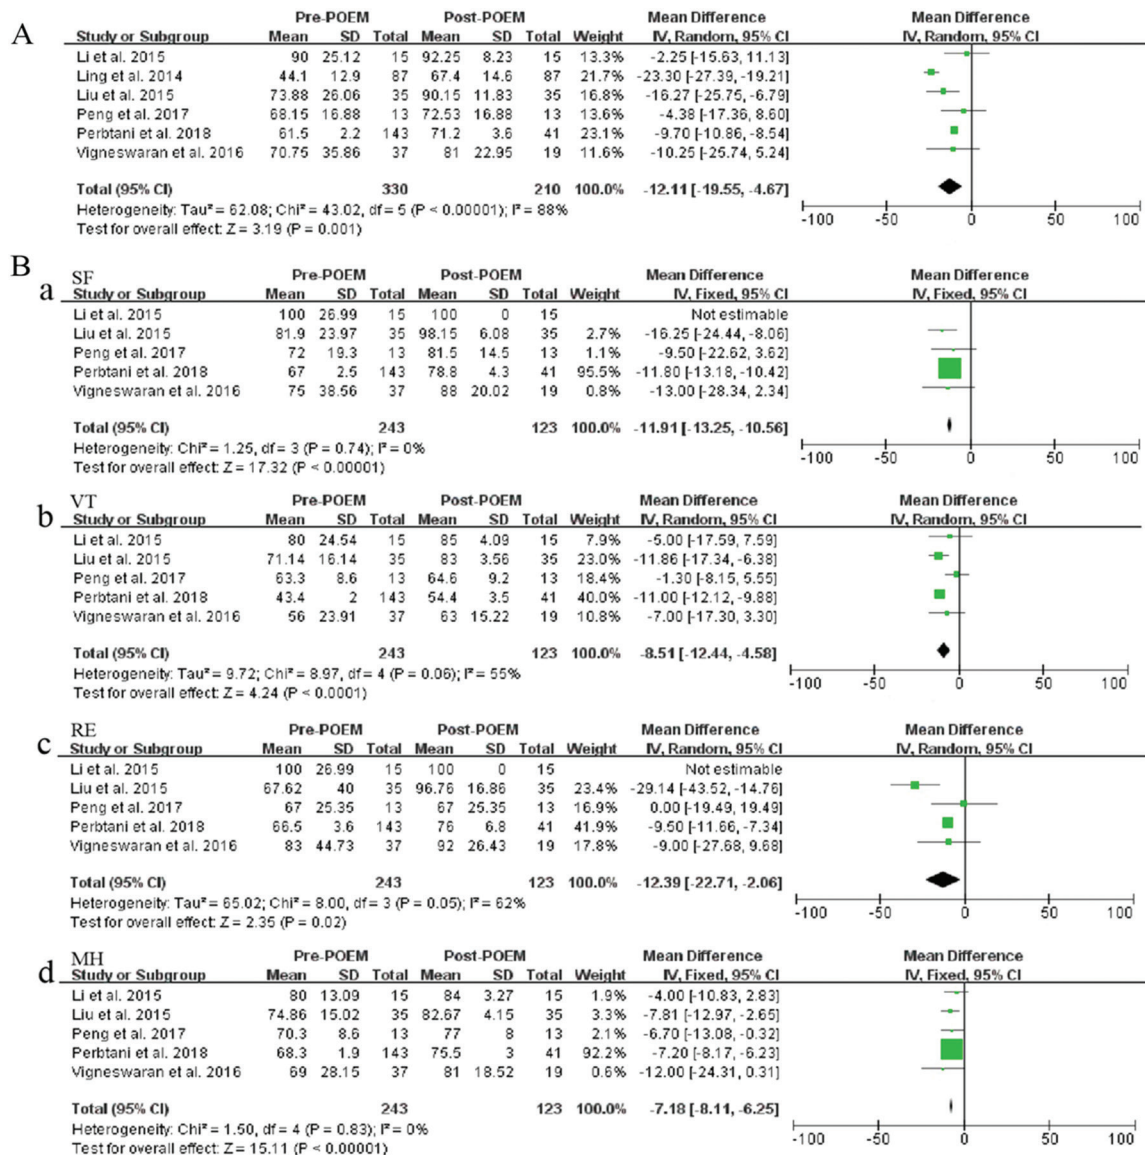 A
Pre-POEM Post-POEM Mean Difference Mean Difference
Study or Subgroup Mean SD Total Mean SD Total Weight IV, Random, 95% CI IV, Random, 95% CI
Li et al. 2015 90 25.12 15 92.25 8.23 15 13.3% -2.25 [-15.63, 11.13]
Ling et al. 2014 44.1 12.9 87 67.4 14.6 87 21.7% -23.30 [-27.39, -19.21]
Liu et al. 2015 73.88 26.06 35 90.15 11.83 35 16.8% -16.27 [-25.75, -6.79]
Peng et al. 2017 68.15 16.88 13 72.53 16.88 13 13.6% -4.38 [-17.36, 8.60]
Perbtani et al. 2018 61.5 2.2 143 71.2 3.6 41 23.1% -9.70 [-10.86, -8.54]
Vigneswaran et al. 2016 70.75 35.86 37 81 22.95 19 11.6% -10.25 [-25.74, 5.24]
Total (95% CI) 330 210 100.0% -12.11 [-19.55, -4.67]
Heterogeneity: Tau² = 62.08; Chi² = 43.02, df = 5 (P < 0.00001); I² = 88%
Test for overall effect: Z = 3.19 (P = 0.001)
-100 -50 0 50 100
B
a
SF
Pre-POEM Post-POEM Mean Difference Mean Difference
Study or Subgroup Mean SD Total Mean SD Total Weight IV, Fixed, 95% CI IV, Fixed, 95% CI
Li et al. 2015 100 26.99 15 100 0 15 Not estimable
Liu et al. 2015 81.9 23.97 35 98.15 6.08 35 2.7% -16.25 [-24.44, -8.06]
Peng et al. 2017 72 19.3 13 81.5 14.5 13 1.1% -9.50 [-22.62, 3.62]
Perbtani et al. 2018 67 2.5 143 78.8 4.3 41 95.5% -11.80 [-13.18, -10.42]
Vigneswaran et al. 2016 75 38.56 37 88 20.02 19 0.8% -13.00 [-28.34, 2.34]
Total (95% CI) 243 123 100.0% -11.91 [-13.25, -10.56]
Heterogeneity: Chi² = 1.25, df = 3 (P = 0.74); I² = 0%
Test for overall effect: Z = 17.32 (P < 0.00001)
-100 -50 0 50 100
b
VT
Pre-POEM Post-POEM Mean Difference Mean Difference
Study or Subgroup Mean SD Total Mean SD Total Weight IV, Random, 95% CI IV, Random, 95% CI
Li et al. 2015 80 24.54 15 85 4.09 15 7.9% -5.00 [-17.59, 7.59]
Liu et al. 2015 71.14 16.14 35 83 3.56 35 23.0% -11.86 [-17.34, -6.38]
Peng et al. 2017 63.3 8.6 13 64.6 9.2 13 18.4% -1.30 [-8.15, 5.55]
Perbtani et al. 2018 43.4 2 143 54.4 3.5 41 40.0% -11.00 [-12.12, -9.88]
Vigneswaran et al. 2016 56 23.91 37 63 15.22 19 10.8% -7.00 [-17.30, 3.30]
Total (95% CI) 243 123 100.0% -8.51 [-12.44, -4.58]
Heterogeneity: Tau² = 9.72; Chi² = 8.97, df = 4 (P = 0.06); I² = 55%
Test for overall effect: Z = 4.24 (P < 0.0001)
-100 -50 0 50 100
c
RE
Pre-POEM Post-POEM Mean Difference Mean Difference
Study or Subgroup Mean SD Total Mean SD Total Weight IV, Random, 95% CI IV, Random, 95% CI
Li et al. 2015 100 26.99 15 100 0 15 Not estimable
Liu et al. 2015 67.62 40 35 96.76 16.86 35 23.4% -29.14 [-43.52, -14.76]
Peng et al. 2017 67 25.35 13 67 25.35 13 16.9% 0.00 [-19.49, 19.49]
Perbtani et al. 2018 66.5 3.6 143 76 6.8 41 41.9% -9.50 [-11.66, -7.34]
Vigneswaran et al. 2016 83 44.73 37 92 26.43 19 17.8% -9.00 [-27.68, 9.68]
Total (95% CI) 243 123 100.0% -12.39 [-22.71, -2.06]
Heterogeneity: Tau² = 65.02; Chi² = 8.00, df = 3 (P = 0.05); I² = 62%
Test for overall effect: Z = 2.35 (P = 0.02)
-100 -50 0 50 100
d
MH
Pre-POEM Post-POEM Mean Difference Mean Difference
Study or Subgroup Mean SD Total Mean SD Total Weight IV, Fixed, 95% CI IV, Fixed, 95% CI
Li et al. 2015 80 13.09 15 84 3.27 15 1.9% -4.00 [-10.83, 2.83]
Liu et al. 2015 74.86 15.02 35 82.67 4.15 35 3.3% -7.81 [-12.97, -2.65]
Peng et al. 2017 70.3 8.6 13 77 8 13 2.1% -6.70 [-13.08, -0.32]
Perbtani et al. 2018 68.3 1.9 143 75.5 3 41 92.2% -7.20 [-8.17, -6.23]
Vigneswaran et al. 2016 69 28.15 37 81 18.52 19 0.6% -12.00 [-24.31, 0.31]
Total (95% CI) 243 123 100.0% -7.18 [-8.11, -6.25]
Heterogeneity: Chi² = 1.50, df = 4 (P = 0.83); I² = 0%
Test for overall effect: Z = 15.11 (P < 0.00001)
-100 -50 0 50 100